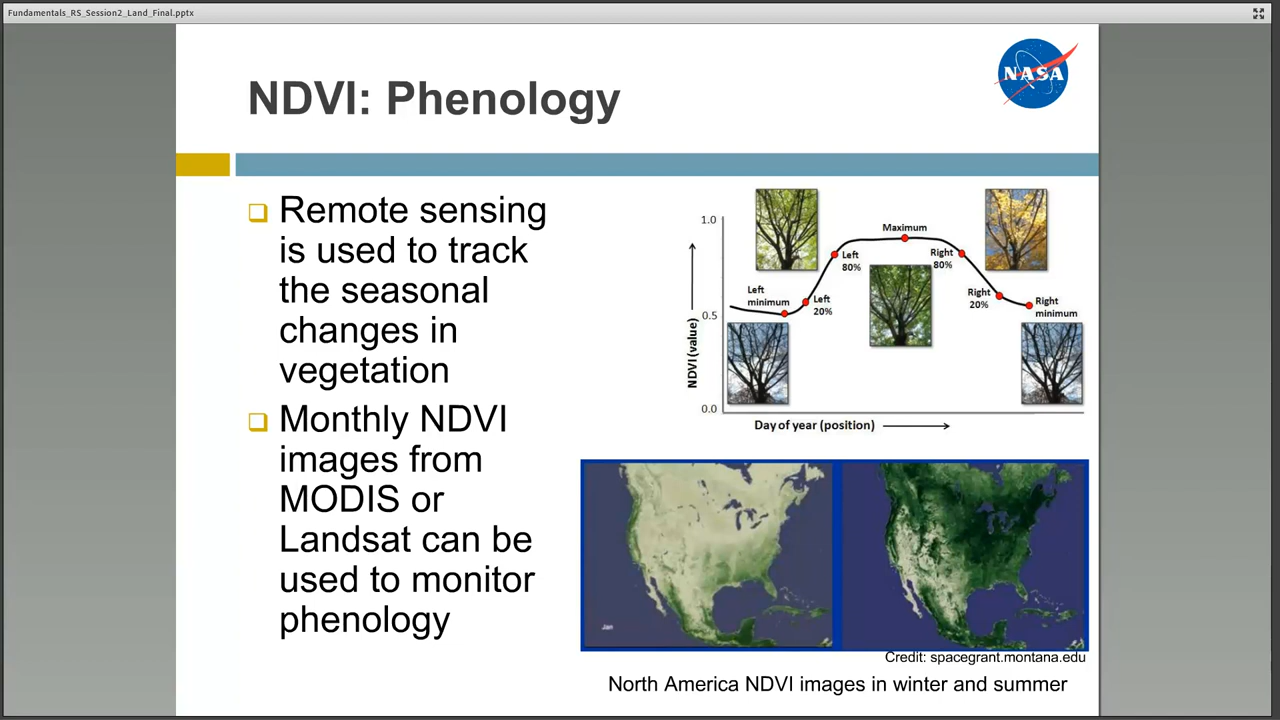 Fundamentals_RS_Session2_Land_Final.pptx
NASA
NDVI: Phenology
❑ Remote sensing
is used to track
the seasonal
changes in
vegetation
❑ Monthly NDVI
images from
MODIS or
Landsat can be
used to monitor
phenology
1.0
0.5
0.0
NDVI (value)
Left
minimum
Left
20%
Left
80%
Maximum
Right
80%
Right
20%
Right
minimum
Day of year (position)
Jan
Credit: spacegrant.montana.edu
North America NDVI images in winter and summer